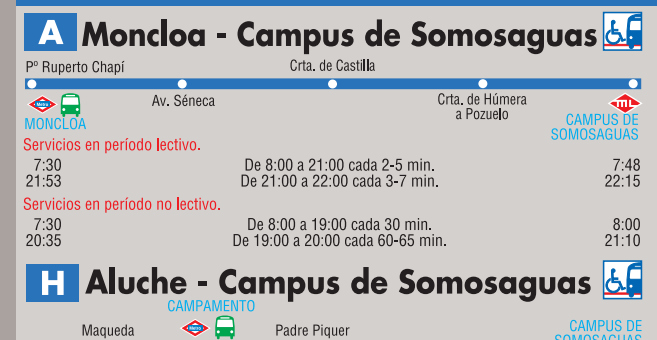 A Moncloa - Campus de Somosaguas
Pº Ruperto Chapí
Crta. de Castilla
Av. Séneca
Crta. de Húmera
a Pozuelo
Metro
ML
MONCLOA
CAMPUS DE
SOMOSAGUAS
Servicios en período lectivo.
7:30 De 8:00 a 21:00 cada 2-5 min. 7:48
21:53 De 21:00 a 22:00 cada 3-7 min. 22:15
Servicios en período no lectivo.
7:30 De 8:00 a 19:00 cada 30 min. 8:00
20:35 De 19:00 a 20:00 cada 60-65 min. 21:10
H Aluche - Campus de Somosaguas
CAMPAMENTO
Maqueda
Metro
Padre Piquer
CAMPUS DE
SOMOSAGUAS